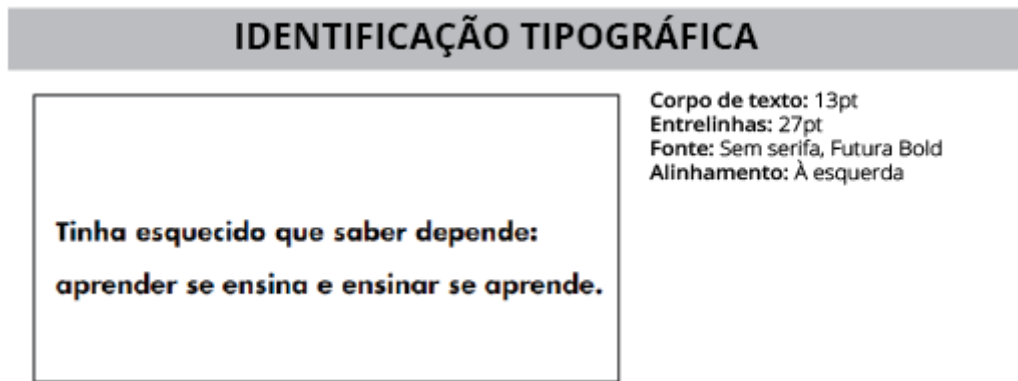 IDENTIFICAÇÃO TIPOGRÁFICA
Tinha esquecido que saber depende:
aprender se ensina e ensinar se aprende.
Corpo de texto: 13pt
Entrelinhas: 27pt
Fonte: Sem serifa, Futura Bold
Alinhamento: À esquerda